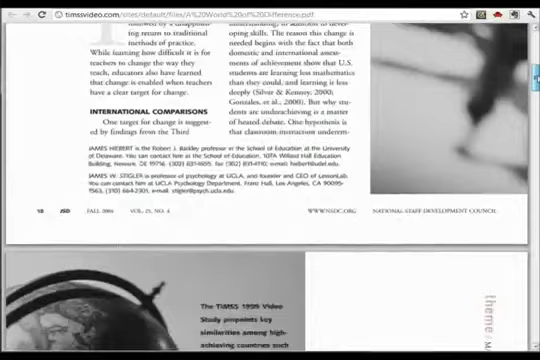 timssvideo.com/sites/default/files/A%20World%20of%20Difference.pdf
followed by a disappoint-
ing return to traditional
methods of practice.
While learning how difficult it is for
teachers to change the way they
teach, educators also have learned
that change is enabled when teachers
have a clear target for change.
INTERNATIONAL COMPARISONS
One target for change is suggest-
ed by findings from the Third
oping skills. The reason this change is
needed begins with the fact that both
domestic and international assess-
ments of achievement show that U.S.
students are learning less mathematics
than they could, and learning it less
deeply (Silver & Kenney, 2000;
Gonzales, et al., 2000). But why stu-
dents are underachieving is a matter
of heated debate. One hypothesis is
that classroom instruction underem-
JAMES HIEBERT is the Robert J. Barkley professor in the School of Education at the University
of Delaware. You can contact him at the School of Education, 107A Willard Hall Education
Building, Newark, DE 19716, (302) 831-1655, fax (302) 831-4110, e-mail: hiebert@udel.edu.
JAMES W. STIGLER is professor of psychology at UCLA, and founder and CEO of LessonLab.
You can contact him at UCLA Psychology Department, Franz Hall, Los Angeles, CA 90095-
1563, (310) 664-2301, e-mail: stigler@psych.ucla.edu.
10 JSD FALL 2004 VOL. 25, NO. 4 WWW.NSDC.ORG NATIONAL STAFF DEVELOPMENT COUNCIL
The TIMSS 1999 Video
Study pinpoints key
similarities among high-
achieving countries such
theme